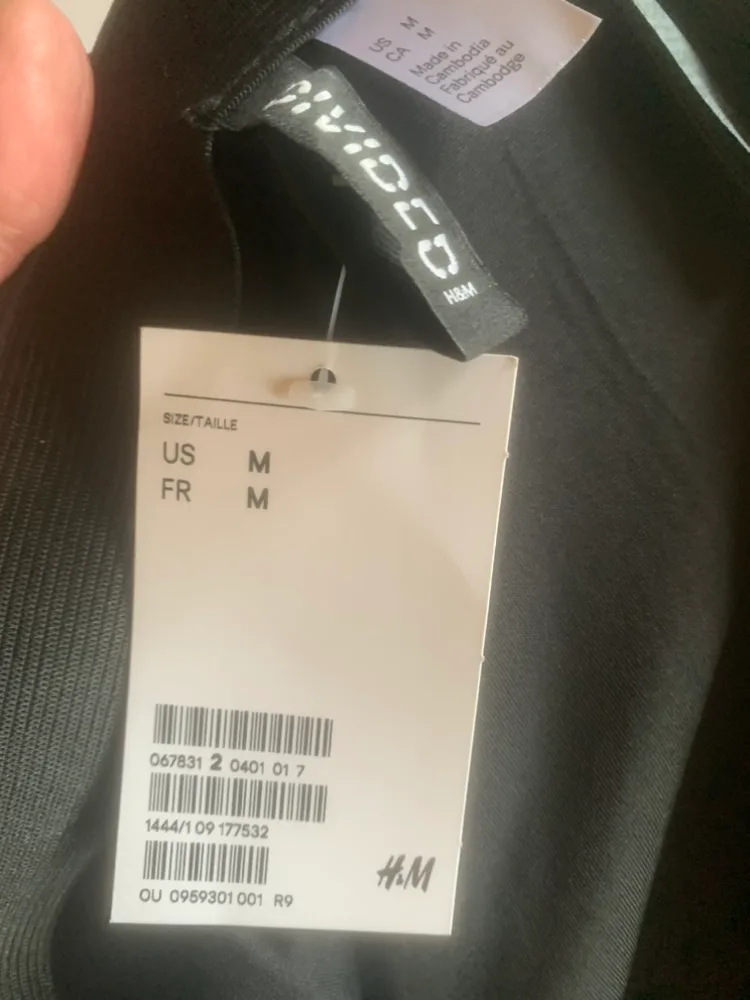 US M
CA M
Made in
Cambodia
Fabriqué au
Cambodge
DIVIDED
H&M
SIZE/TAILLE
US M
FR M
067831 2 0401 01 7
1444/1 09 177532
OU 0959301 001 R9
H&M